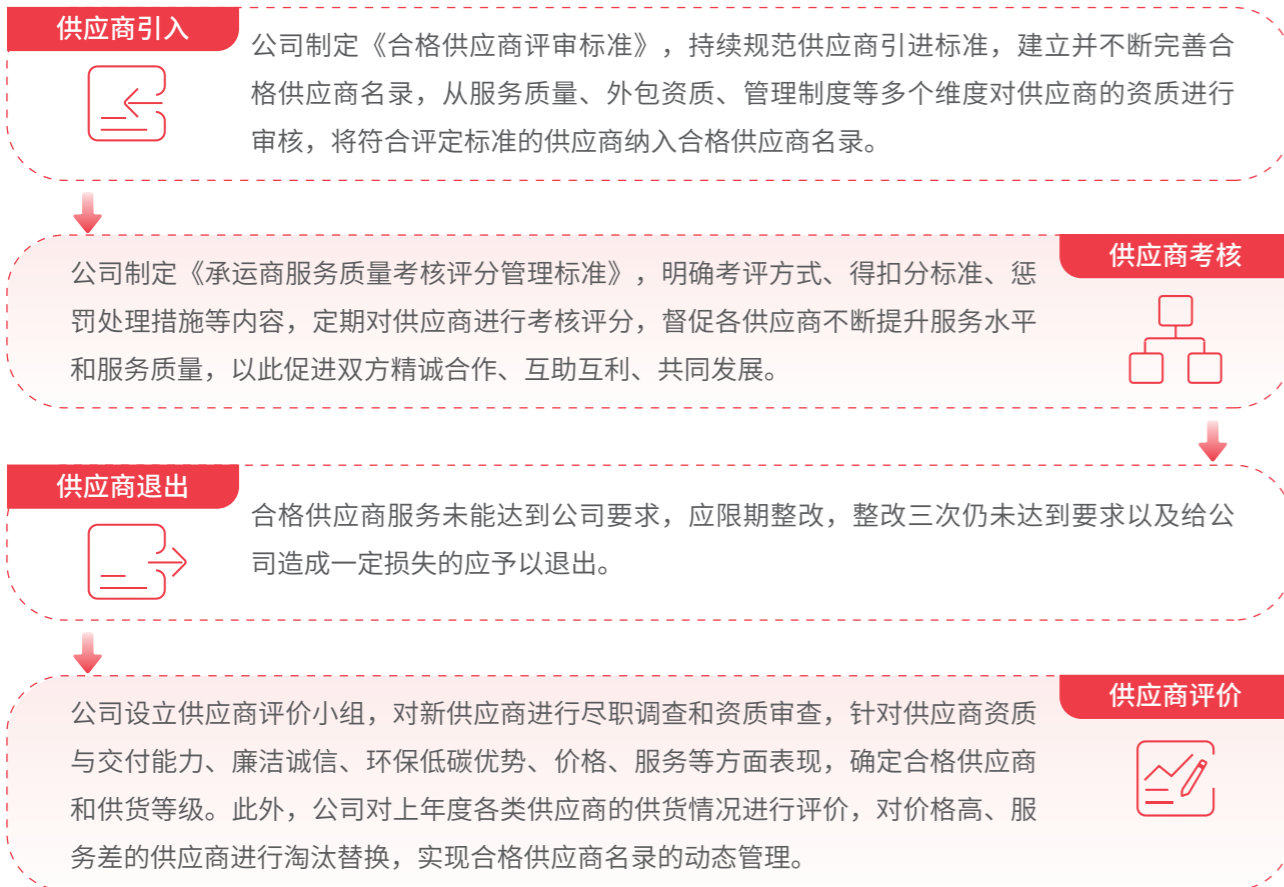 供应商引入
公司制定《合格供应商评审标准》，持续规范供应商引进标准，建立并不断完善合
格供应商名录，从服务质量、外包资质、管理制度等多个维度对供应商的资质进行
审核，将符合评定标准的供应商纳入合格供应商名录。
供应商考核
公司制定《承运商服务质量考核评分管理标准》，明确考评方式、得扣分标准、惩
罚处理措施等内容，定期对供应商进行考核评分，督促各供应商不断提升服务水平
和服务质量，以此促进双方精诚合作、互助互利、共同发展。
供应商退出
合格供应商服务未能达到公司要求，应限期整改，整改三次仍未达到要求以及给公
司造成一定损失的应予以退出。
供应商评价
公司设立供应商评价小组，对新供应商进行尽职调查和资质审查，针对供应商资质
与交付能力、廉洁诚信、环保低碳优势、价格、服务等方面表现，确定合格供应商
和供货等级。此外，公司对上年度各类供应商的供货情况进行评价，对价格高、服
务差的供应商进行淘汰替换，实现合格供应商名录的动态管理。